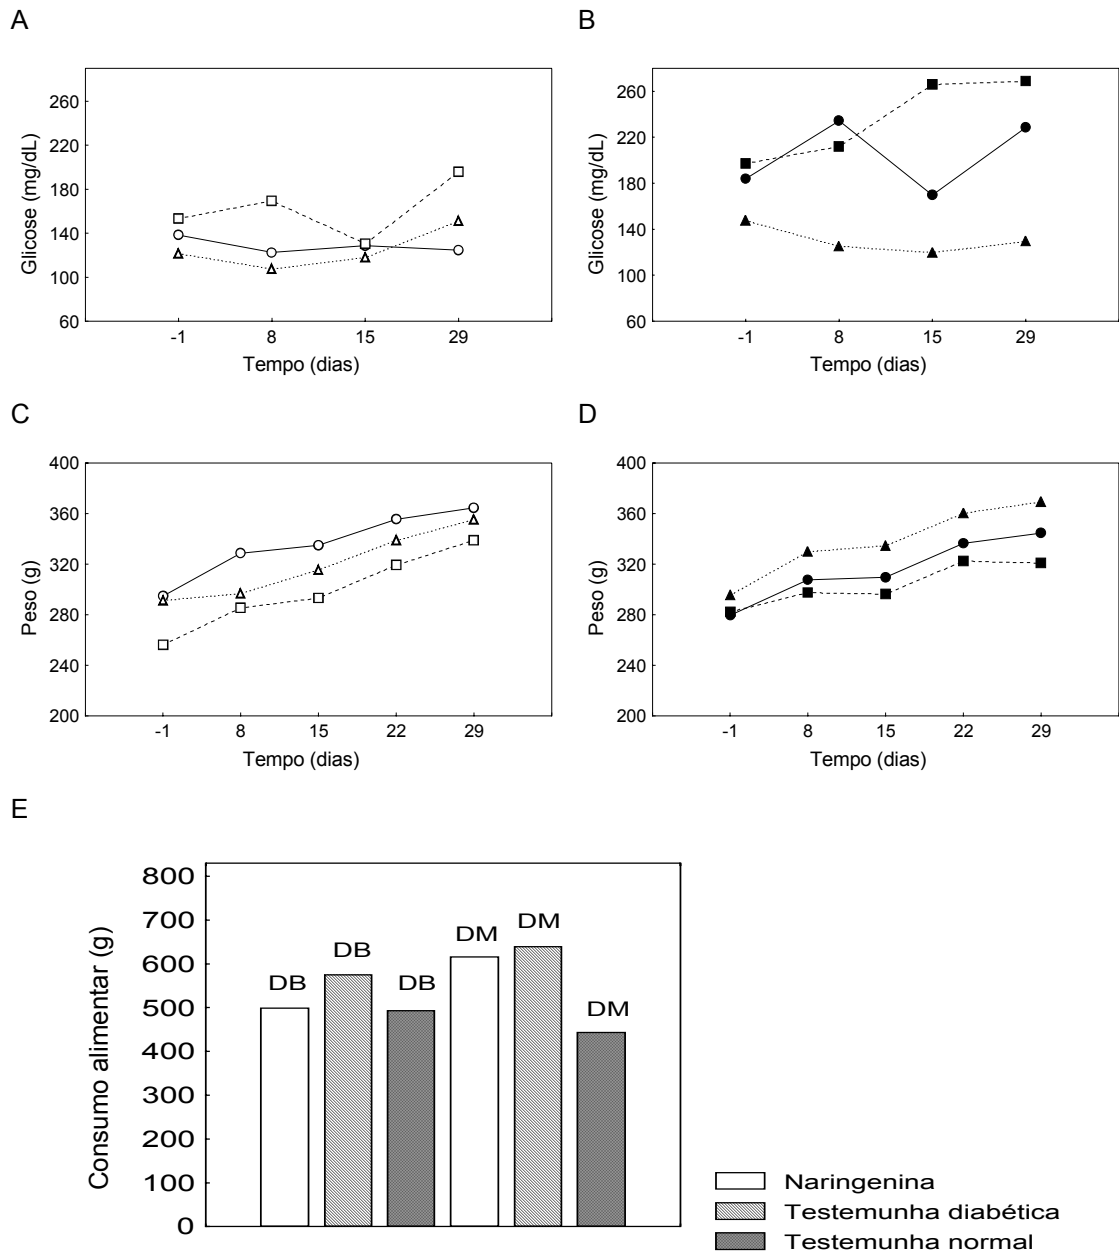 A
Glicose (mg/dL)
260
220
180
140
100
60
-1 8 15 29
Tempo (dias)
B
Glicose (mg/dL)
260
220
180
140
100
60
-1 8 15 29
Tempo (dias)
C
Peso (g)
400
360
320
280
240
200
-1 8 15 22 29
Tempo (dias)
D
Peso (g)
400
360
320
280
240
200
-1 8 15 22 29
Tempo (dias)
E
Consumo alimentar (g)
800
700
600
500
400
300
200
100
0
DB DB DB DM DM DM
Naringenina
Testemunha diabética
Testemunha normal